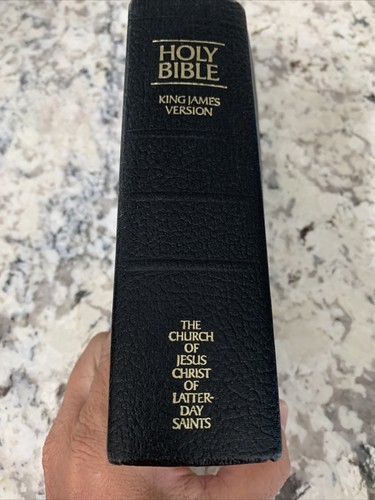 HOLY
BIBLE
KING JAMES
VERSION
THE
CHURCH
OF
JESUS
CHRIST
OF
LATTER-
DAY
SAINTS